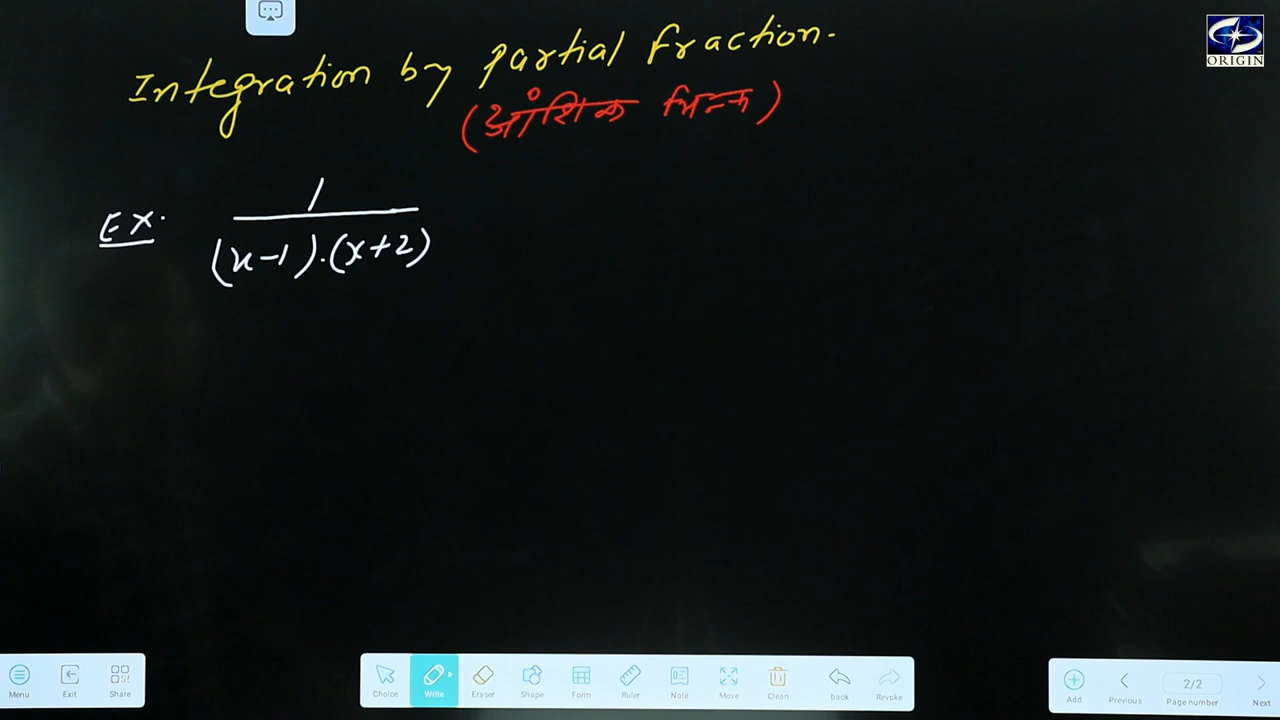 Integration by partial fraction.
(आंशिक भिन्न)
Ex. 1
(x-1).(x+2)
ORIGIN
Menu Exit Share Choice Write Eraser Shape Form Ruler Note Move Clean back Revoke Add Previous 2/2 Page number Next